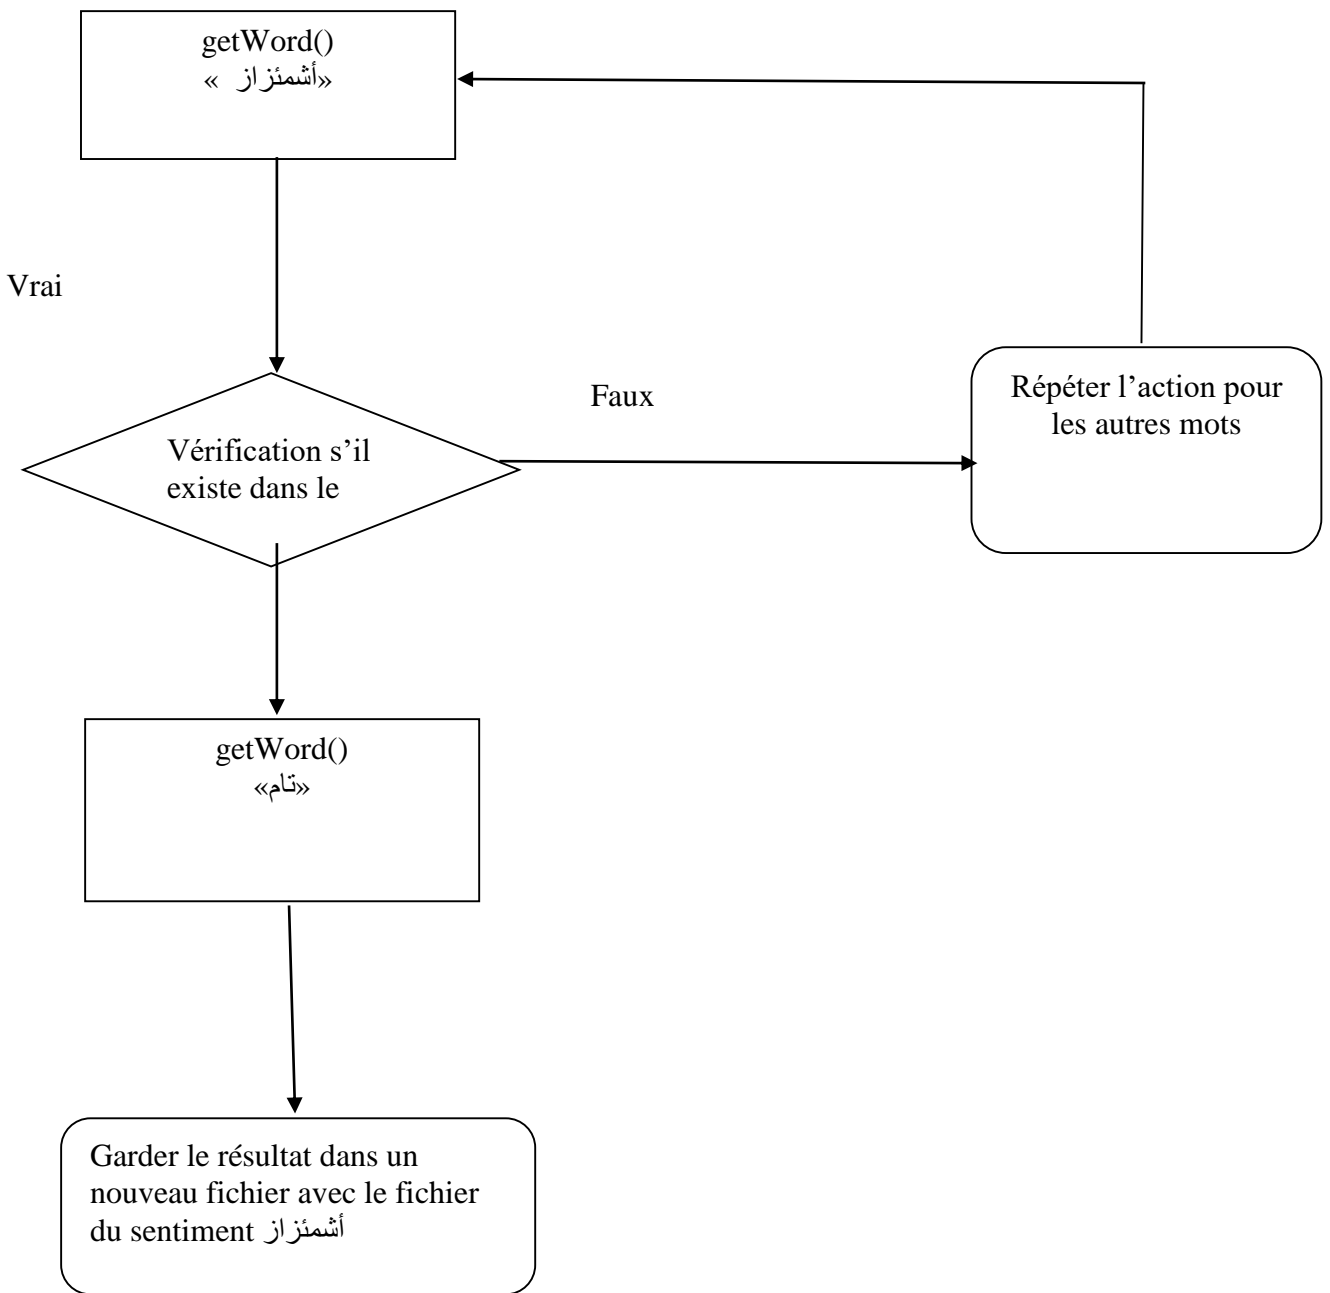 getWord()
«أشمئزاز »
Vrai
Faux
Répéter l’action pour
les autres mots
Vérification s’il
existe dans le
getWord()
«تام»
Garder le résultat dans un
nouveau fichier avec le fichier
du sentiment أشمئزاز